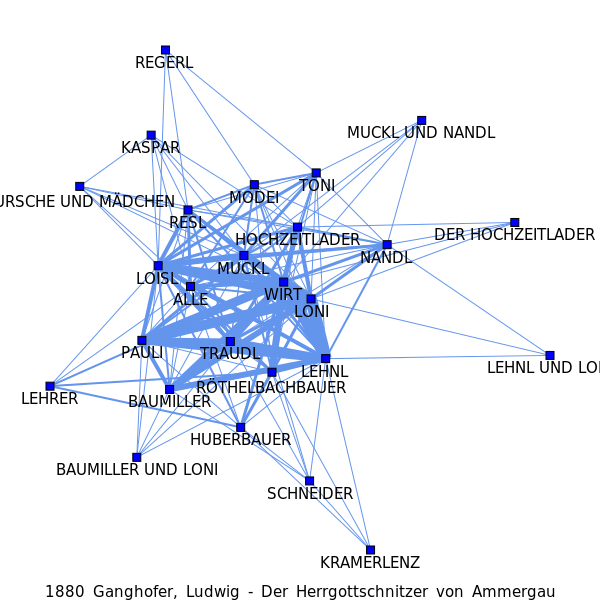 REGERL
MUCKL UND NANDL
KASPAR
TONI
MODEI
URSCHE UND MÄDCHEN
RESL
DER HOCHZEITLADER
HOCHZEITLADER
NANDL
MUCKL
LOISL
WIRT
ALLE
LONI
PAULI
TRAUDL
LEHNL UND LO
LEHNL
RÖTHELBACHBAUER
LEHRER
BAUMILLER
HUBERBAUER
BAUMILLER UND LONI
SCHNEIDER
KRAMERLENZ
1880 Ganghofer, Ludwig - Der Herrgottschnitzer von Ammergau